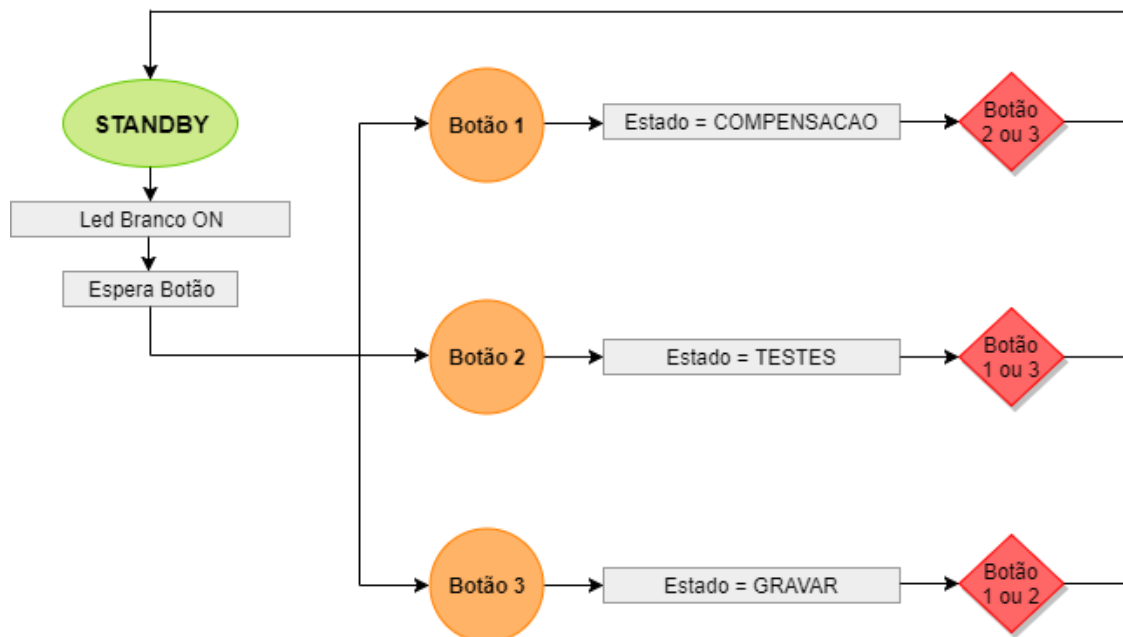 STANDBY
Led Branco ON
Espera Botão
Botão 1
Estado = COMPENSACAO
Botão
2 ou 3
Botão 2
Estado = TESTES
Botão
1 ou 3
Botão 3
Estado = GRAVAR
Botão
1 ou 2